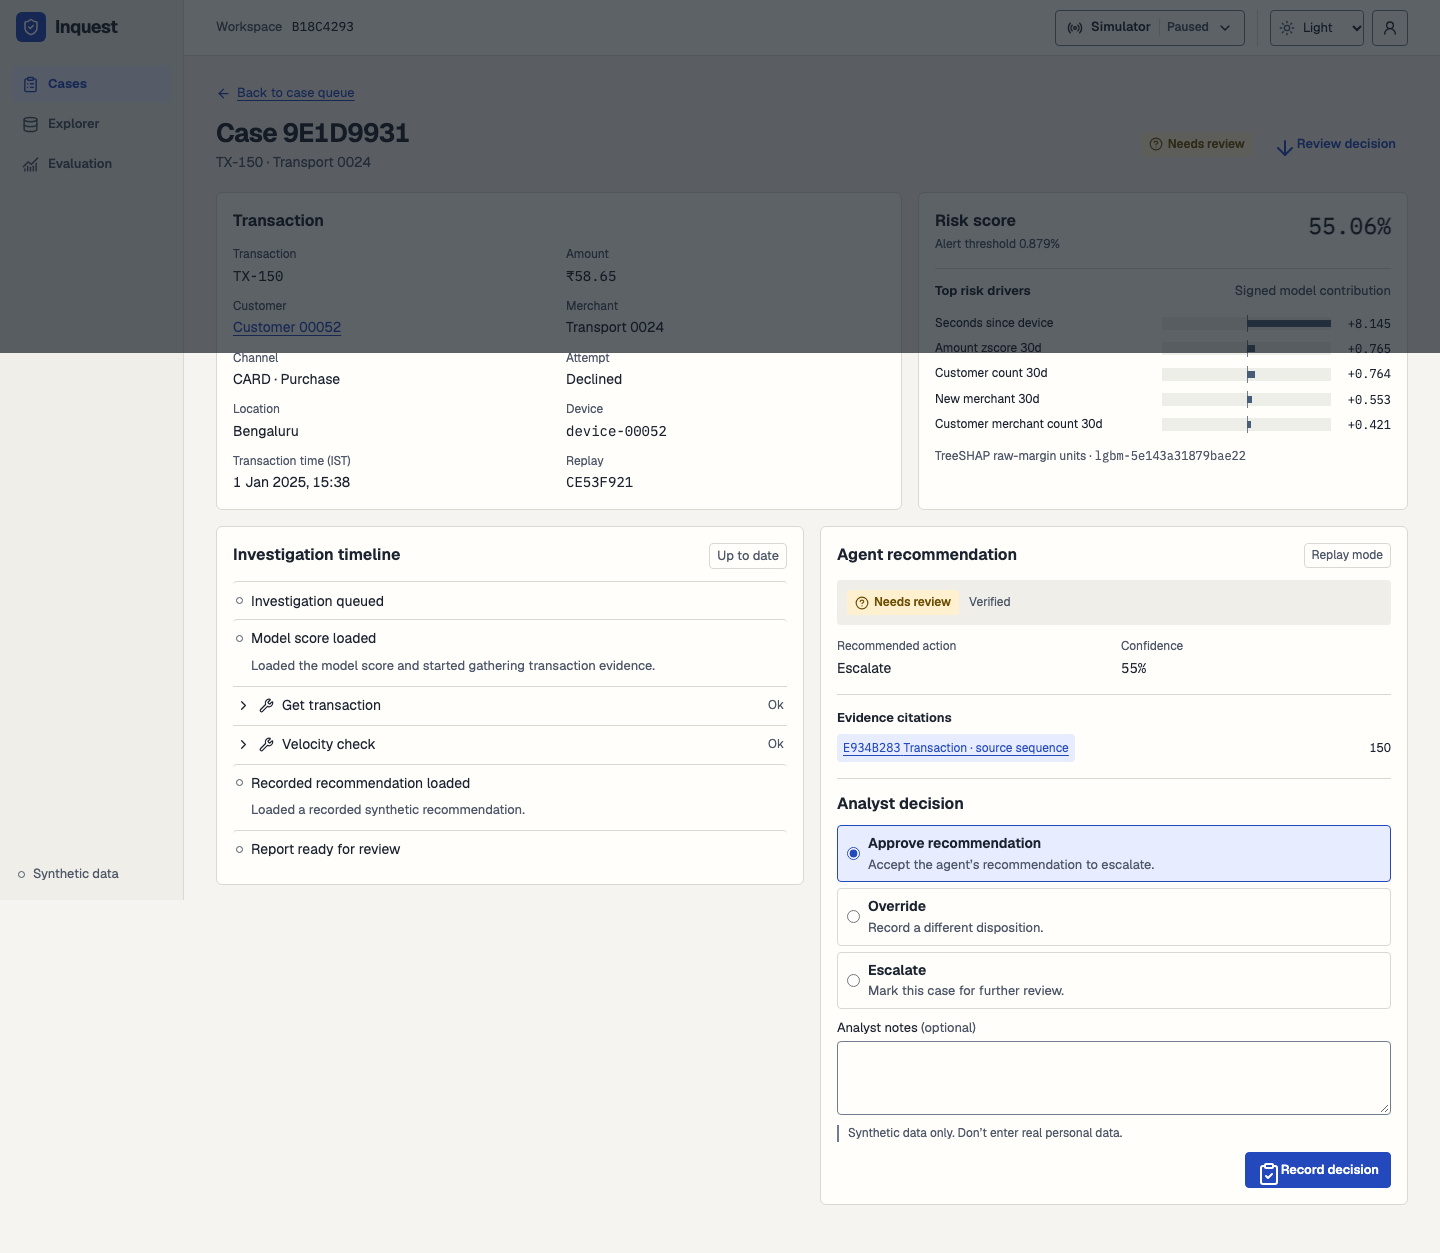 Inquest
Workspace B18C4293
Simulator Paused
Light
Cases
Explorer
Evaluation
Synthetic data
Back to case queue
Case 9E1D9931
TX-150 · Transport 0024
Needs review
Review decision
Transaction
Transaction
TX-150
Amount
₹58.65
Customer
Customer 00052
Merchant
Transport 0024
Channel
CARD · Purchase
Attempt
Declined
Location
Bengaluru
Device
device-00052
Transaction time (IST)
1 Jan 2025, 15:38
Replay
CE53F921
Risk score
55.06%
Alert threshold 0.879%
Top risk drivers
Signed model contribution
Seconds since device +8.145
Amount zscore 30d +0.765
Customer count 30d +0.764
New merchant 30d +0.553
Customer merchant count 30d +0.421
TreeSHAP raw-margin units · lgbm-5e143a31879bae22
Investigation timeline
Up to date
Investigation queued
Model score loaded
Loaded the model score and started gathering transaction evidence.
Get transaction Ok
Velocity check Ok
Recorded recommendation loaded
Loaded a recorded synthetic recommendation.
Report ready for review
Agent recommendation
Replay mode
Needs review Verified
Recommended action
Escalate
Confidence
55%
Evidence citations
E934B283 Transaction · source sequence 150
Analyst decision
Approve recommendation
Accept the agent's recommendation to escalate.
Override
Record a different disposition.
Escalate
Mark this case for further review.
Analyst notes (optional)
Synthetic data only. Don't enter real personal data.
Record decision